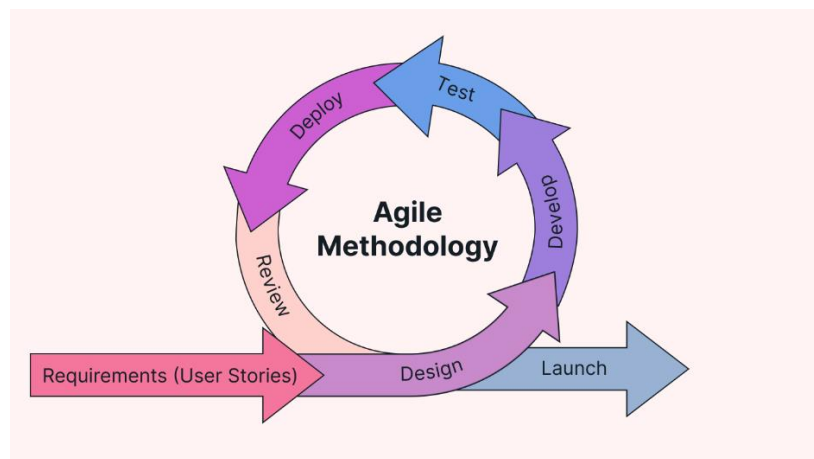 Test
Deploy
Develop
Agile
Methodology
Review
Requirements (User Stories)
Design
Launch